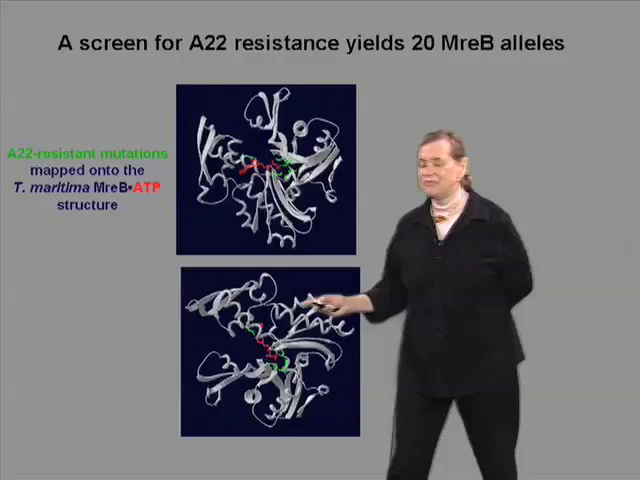 A screen for A22 resistance yields 20 MreB alleles
A22-resistant mutations
mapped onto the
T. maritima MreB•ATP
structure